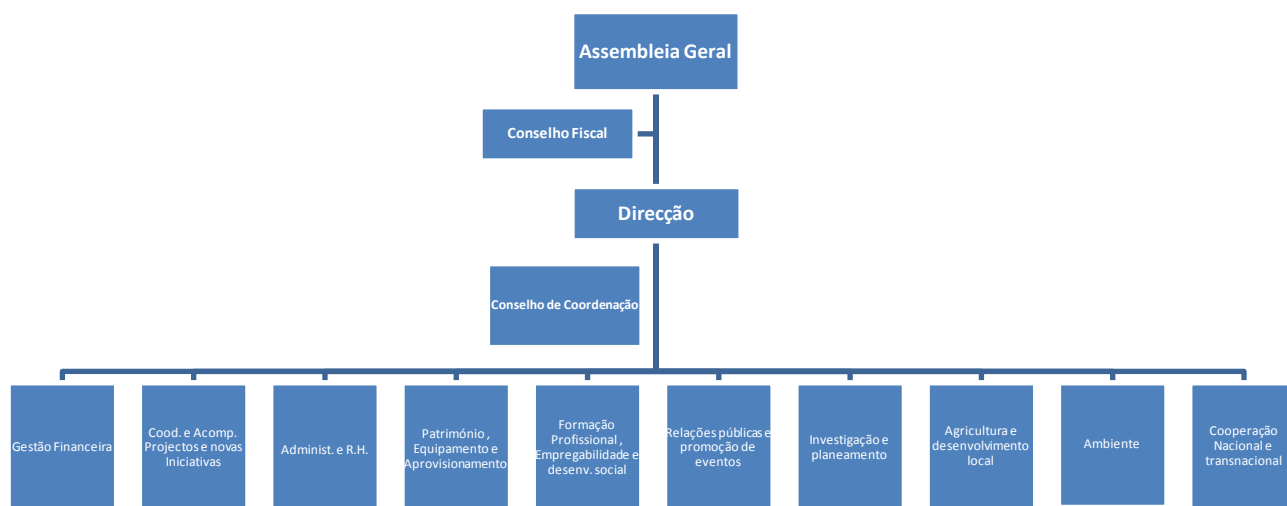 Assembleia Geral
Conselho Fiscal
Direcção
Conselho de Coordenação
Gestão Financeira
Cood. e Acomp.
Projectos e novas
Iniciativas
Administ. e R.H.
Património ,
Equipamento e
Aprovisionamento
Formação
Profissional ,
Empregabilidade e
desenv. social
Relações públicas e
promoção de
eventos
Investigação e
planeamento
Agricultura e
desenvolvimento
local
Ambiente
Cooperação
Nacional e
transnacional